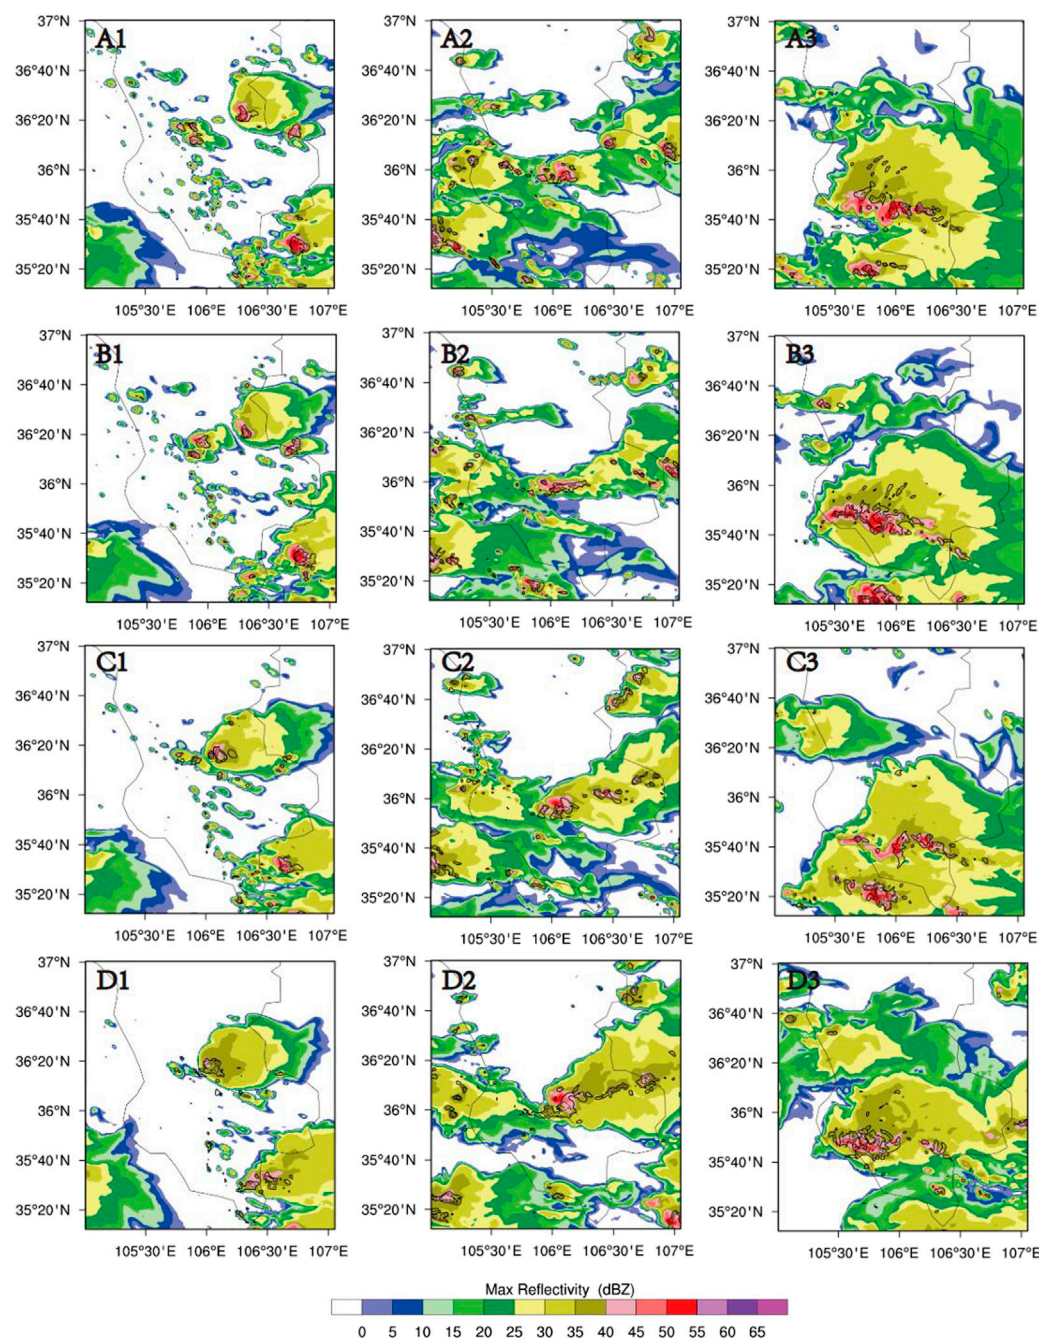 A1 A2 A3
37°N 37°N 37°N
36°40'N 36°40'N 36°40'N
36°20'N 36°20'N 36°20'N
36°N 36°N 36°N
35°40'N 35°40'N 35°40'N
35°20'N 35°20'N 35°20'N
105°30'E 106°E 106°30'E 107°E 105°30'E 106°E 106°30'E 107°E 105°30'E 106°E 106°30'E 107°E
B1 B2 B3
37°N 37°N 37°N
36°40'N 36°40'N 36°40'N
36°20'N 36°20'N 36°20'N
36°N 36°N 36°N
35°40'N 35°40'N 35°40'N
35°20'N 35°20'N 35°20'N
105°30'E 106°E 106°30'E 107°E 105°30'E 106°E 106°30'E 107°E 105°30'E 106°E 106°30'E 107°E
C1 C2 C3
37°N 37°N 37°N
36°40'N 36°40'N 36°40'N
36°20'N 36°20'N 36°20'N
36°N 36°N 36°N
35°40'N 35°40'N 35°40'N
35°20'N 35°20'N 35°20'N
105°30'E 106°E 106°30'E 107°E 105°30'E 106°E 106°30'E 107°E 105°30'E 106°E 106°30'E 107°E
D1 D2 D3
37°N 37°N 37°N
36°40'N 36°40'N 36°40'N
36°20'N 36°20'N 36°20'N
36°N 36°N 36°N
35°40'N 35°40'N 35°40'N
35°20'N 35°20'N 35°20'N
105°30'E 106°E 106°30'E 107°E 105°30'E 106°E 106°30'E 107°E 105°30'E 106°E 106°30'E 107°E
Max Reflectivity (dBZ)
0 5 10 15 20 25 30 35 40 45 50 55 60 65